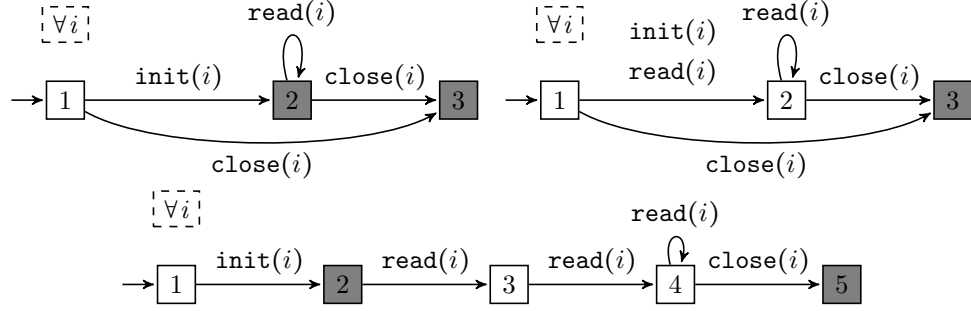 ∀i read(i) ∀i read(i)
init(i)
init(i) close(i) read(i) close(i)
1 2 3 1 2 3
close(i) close(i)
∀i read(i)
init(i) read(i) read(i) close(i)
1 2 3 4 5